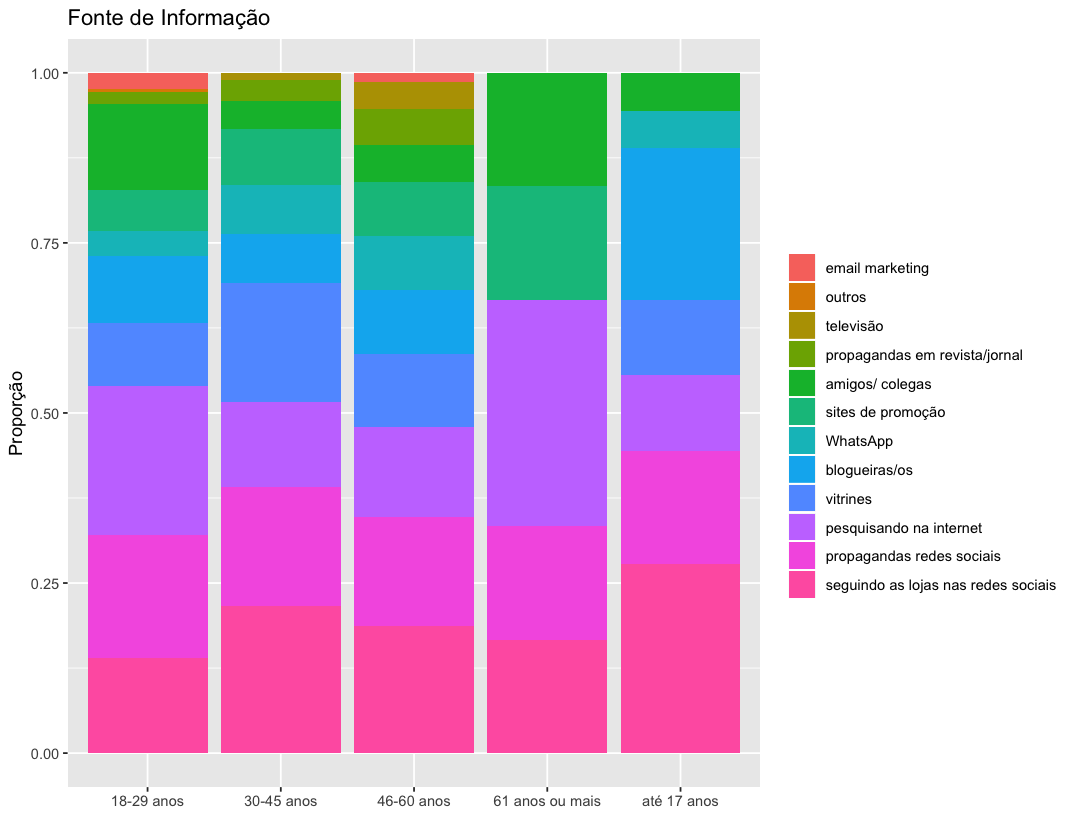 Fonte de Informação
Proporção
1.00
0.75
0.50
0.25
0.00
18-29 anos
30-45 anos
46-60 anos
61 anos ou mais
até 17 anos
email marketing
outros
televisão
propagandas em revista/jornal
amigos/ colegas
sites de promoção
WhatsApp
blogueiras/os
vitrines
pesquisando na internet
propagandas redes sociais
seguindo as lojas nas redes sociais